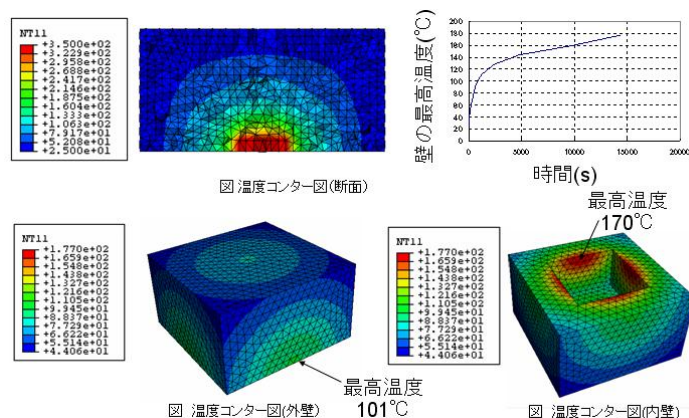 NT11
+3.500e+02
+3.229e+02
+2.958e+02
+2.688e+02
+2.417e+02
+2.146e+02
+1.875e+02
+1.604e+02
+1.333e+02
+1.063e+02
+7.917e+01
+5.208e+01
+2.500e+01
図 温度コンター図(断面)
壁の最高温度(℃)
200
180
160
140
120
100
80
60
40
20
0
0
5000
10000
15000
20000
時間(s)
NT11
+1.770e+02
+1.659e+02
+1.548e+02
+1.438e+02
+1.327e+02
+1.216e+02
+1.105e+02
+9.945e+01
+8.837e+01
+7.729e+01
+6.622e+01
+5.514e+01
+4.406e+01
最高温度
101℃
図 温度コンター図(外壁)
NT11
+1.770e+02
+1.659e+02
+1.548e+02
+1.438e+02
+1.327e+02
+1.216e+02
+1.105e+02
+9.945e+01
+8.837e+01
+7.729e+01
+6.622e+01
+5.514e+01
+4.406e+01
最高温度
170℃
図 温度コンター図(内壁)